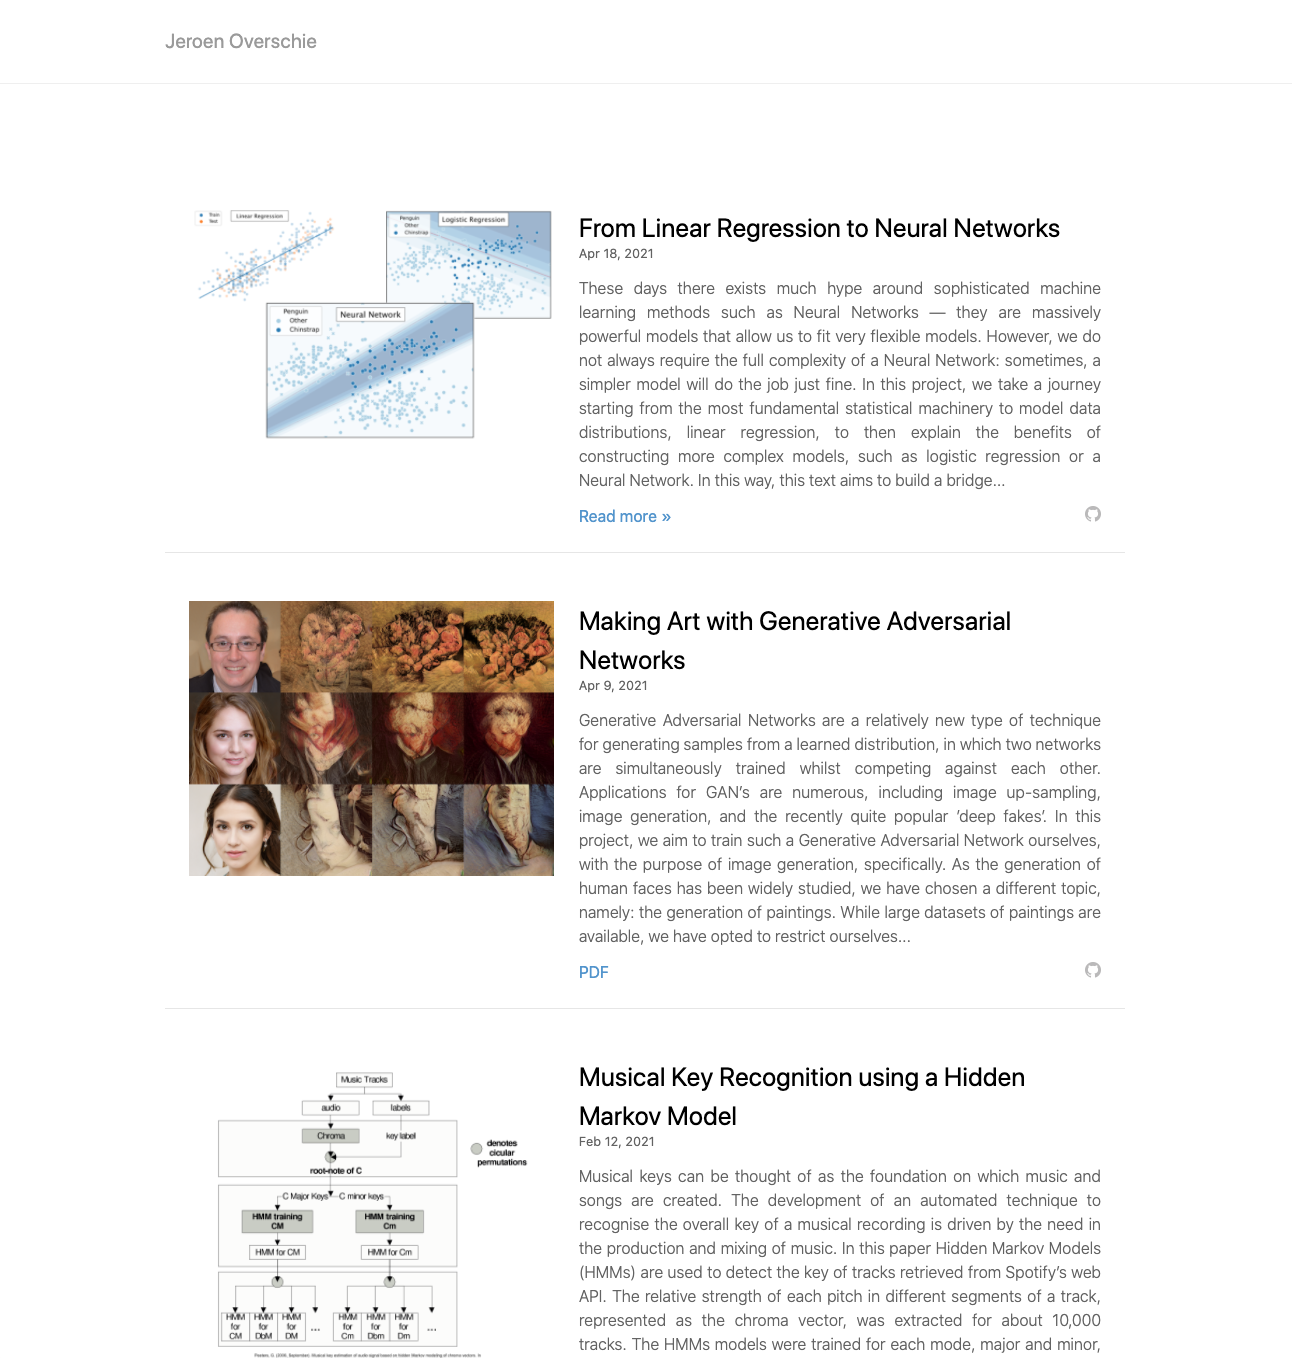 Jeroen Overschie
Train
Test
Linear Regression
Penguin
Other
Chinstrap
Logistic Regression
Penguin
Other
Chinstrap
Neural Network
From Linear Regression to Neural Networks
Apr 18, 2021
These days there exists much hype around sophisticated machine
learning methods such as Neural Networks — they are massively
powerful models that allow us to fit very flexible models. However, we do
not always require the full complexity of a Neural Network: sometimes, a
simpler model will do the job just fine. In this project, we take a journey
starting from the most fundamental statistical machinery to model data
distributions, linear regression, to then explain the benefits of
constructing more complex models, such as logistic regression or a
Neural Network. In this way, this text aims to build a bridge...
Read more »
Making Art with Generative Adversarial
Networks
Apr 9, 2021
Generative Adversarial Networks are a relatively new type of technique
for generating samples from a learned distribution, in which two networks
are simultaneously trained whilst competing against each other.
Applications for GAN’s are numerous, including image up-sampling,
image generation, and the recently quite popular ‘deep fakes’. In this
project, we aim to train such a Generative Adversarial Network ourselves,
with the purpose of image generation, specifically. As the generation of
human faces has been widely studied, we have chosen a different topic,
namely: the generation of paintings. While large datasets of paintings are
available, we have opted to restrict ourselves...
PDF
Music Tracks
audio
labels
Chroma
key label
denotes
cicular
permutations
root-note of C
C Major Keys
C minor keys
HMM training
CM
HMM training
Cm
HMM for CM
HMM for Cm
HMM
for
CM
HMM
for
DbM
HMM
for
DM
...
HMM
for
Cm
HMM
for
Dbm
HMM
for
Dm
...
Peeters, G. (2006, September). Musical key estimation of audio signal based on hidden Markov modeling of chroma vectors. In
Musical Key Recognition using a Hidden
Markov Model
Feb 12, 2021
Musical keys can be thought of as the foundation on which music and
songs are created. The development of an automated technique to
recognise the overall key of a musical recording is driven by the need in
the production and mixing of music. In this paper Hidden Markov Models
(HMMs) are used to detect the key of tracks retrieved from Spotify’s web
API. The relative strength of each pitch in different segments of a track,
represented as the chroma vector, was extracted for about 10,000
tracks. The HMMs models were trained for each mode, major and minor,